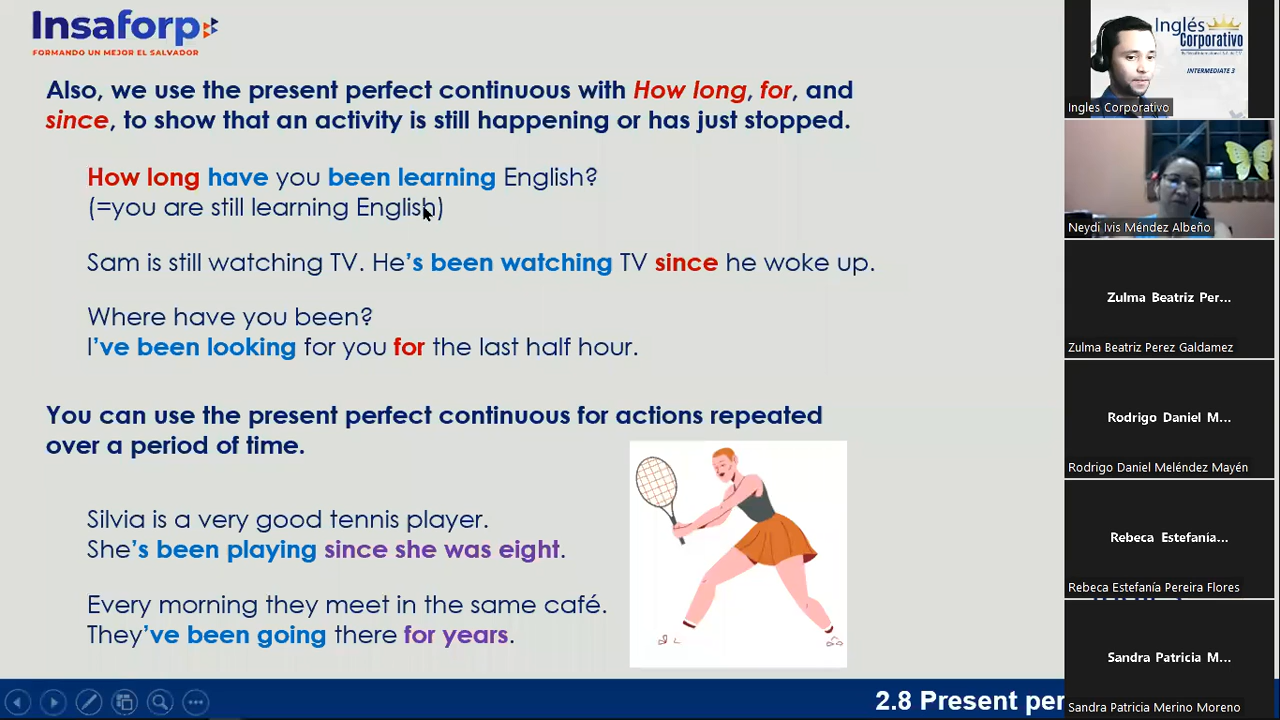 Insaforp
FORMANDO UN MEJOR EL SALVADOR
Also, we use the present perfect continuous with How long, for, and
since, to show that an activity is still happening or has just stopped.
How long have you been learning English?
(=you are still learning English)
Sam is still watching TV. He's been watching TV since he woke up.
Where have you been?
I've been looking for you for the last half hour.
You can use the present perfect continuous for actions repeated
over a period of time.
Silvia is a very good tennis player.
She's been playing since she was eight.
Every morning they meet in the same café.
They've been going there for years.
2.8 Present per
Inglés
Corporativo
INTERMEDIATE 3
Ingles Corporativo
Neydi Ivis Méndez Albeño
Zulma Beatriz Per...
Zulma Beatriz Perez Galdamez
Rodrigo Daniel M...
Rodrigo Daniel Meléndez Mayén
Rebeca Estefanía...
Rebeca Estefanía Pereira Flores
Sandra Patricia M...
Sandra Patricia Merino Moreno